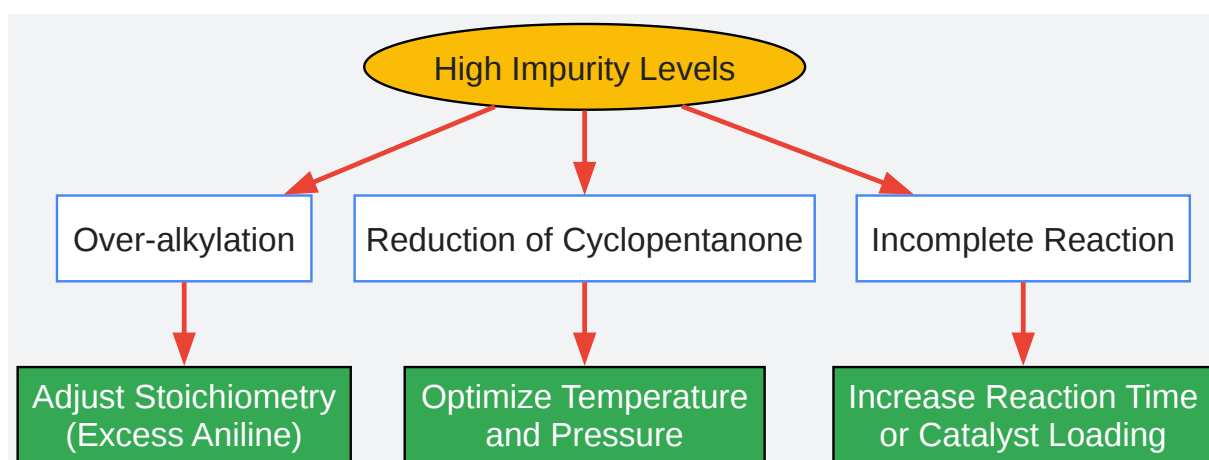 High Impurity Levels
Over-alkylation
Reduction of Cyclopentanone
Incomplete Reaction
Adjust Stoichiometry
(Excess Aniline)
Optimize Temperature
and Pressure
Increase Reaction Time
or Catalyst Loading